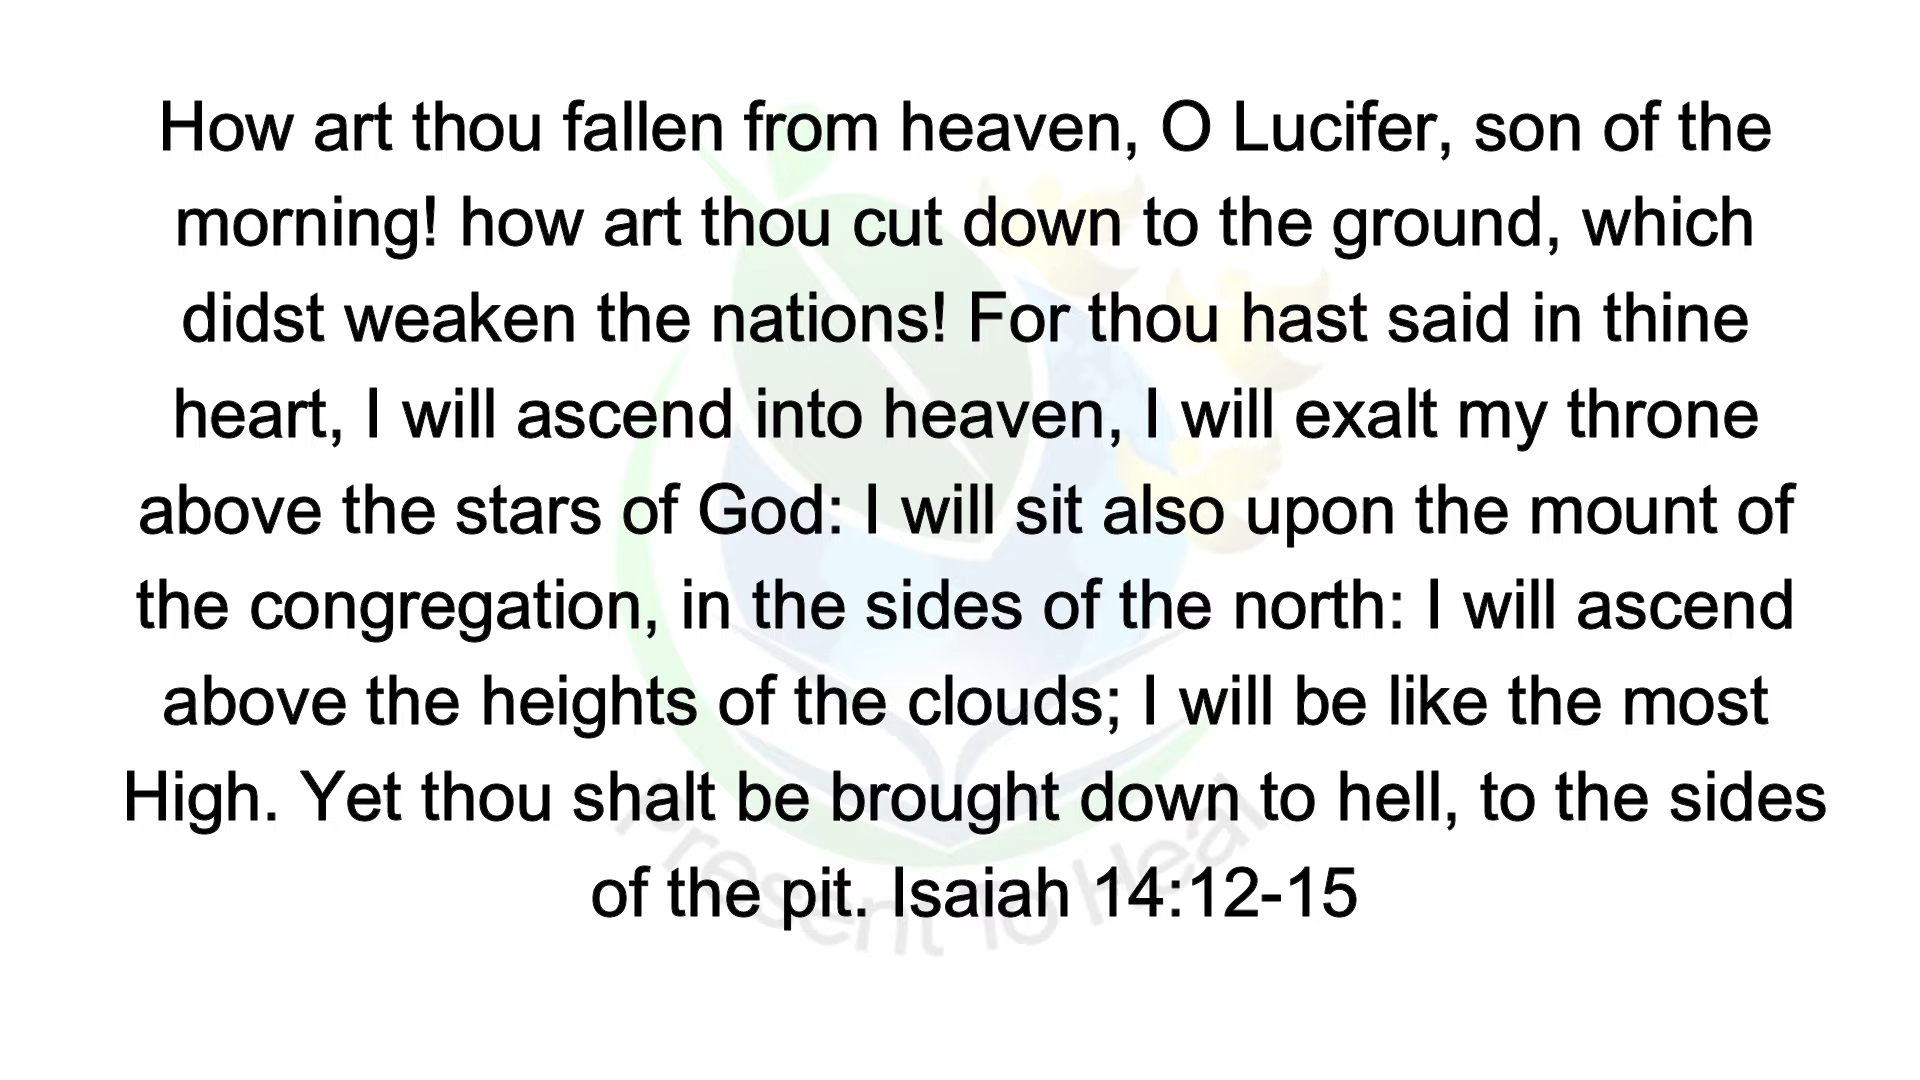 How art thou fallen from heaven, O Lucifer, son of the
morning! how art thou cut down to the ground, which
didst weaken the nations! For thou hast said in thine
heart, I will ascend into heaven, I will exalt my throne
above the stars of God: I will sit also upon the mount of
the congregation, in the sides of the north: I will ascend
above the heights of the clouds; I will be like the most
High. Yet thou shalt be brought down to hell, to the sides
of the pit. Isaiah 14:12-15
Present To Heal